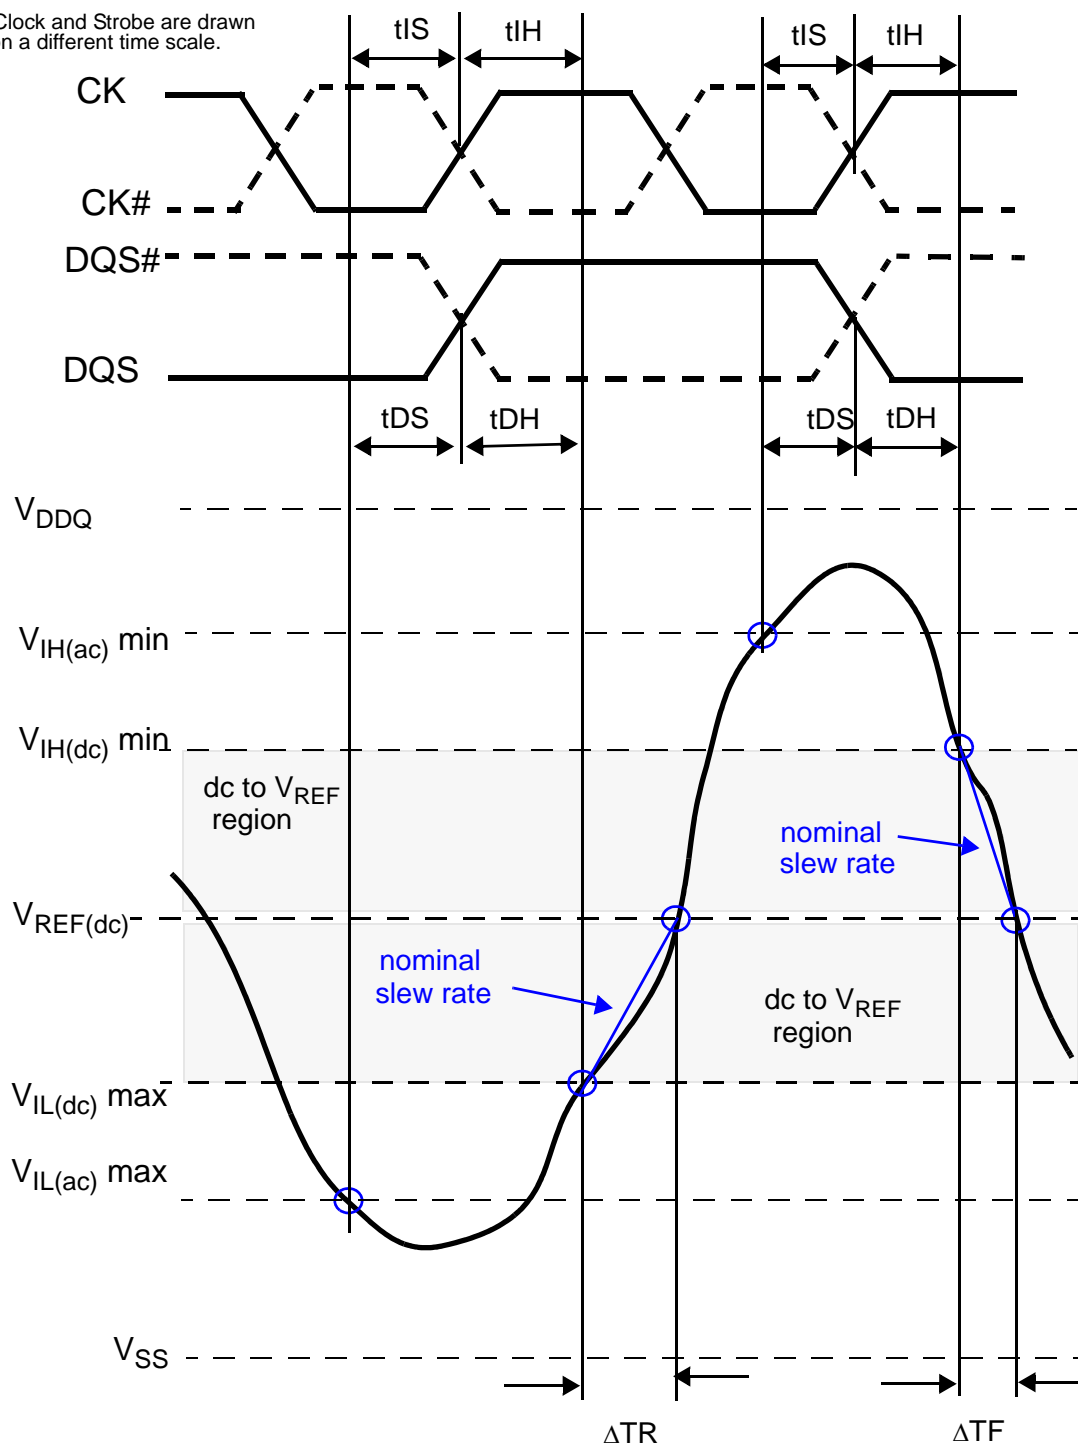 Clock and Strobe are drawn
n a different time scale.
tIS tIH tIS tIH
CK
CK#
DQS#
DQS
tDS tDH tDS tDH
VDDQ
VIH(ac) min
VIH(dc) min
dc to VREF
region
nominal
slew rate
VREF(dc)
nominal
slew rate
dc to VREF
region
VIL(dc) max
VIL(ac) max
VSS
ΔTR ΔTF